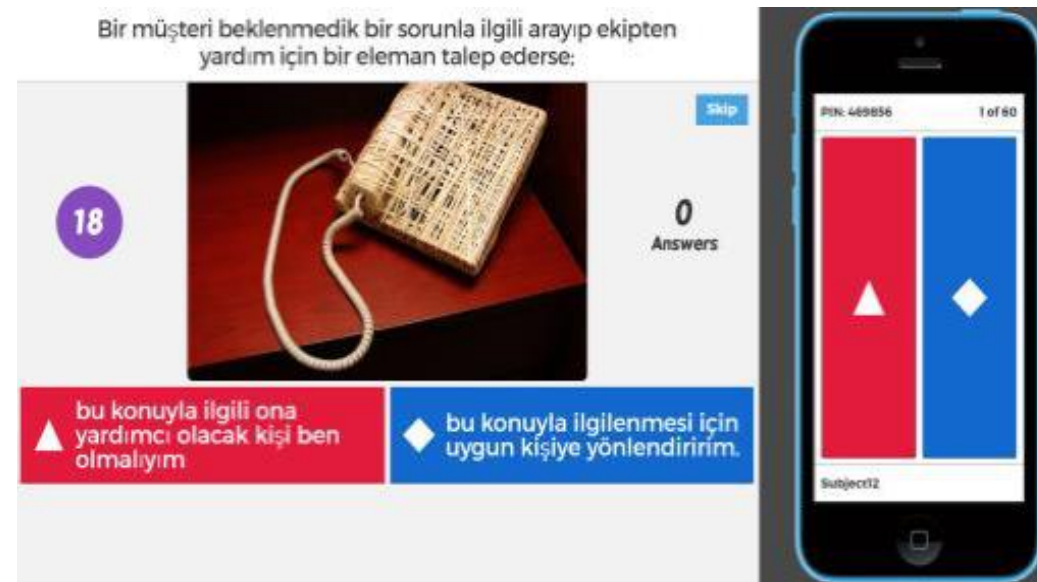 Bir müşteri beklenmedik bir sorunla ilgili arayıp ekipten
yardım için bir eleman talep ederse;
Skip
18
0
Answers
bu konuyla ilgili ona
yardımcı olacak kişi ben
olmalıyım
bu konuyla ilgilenmesi için
uygun kişiye yönlendiririm.
PIN: 469856
1 of 60
Subject12